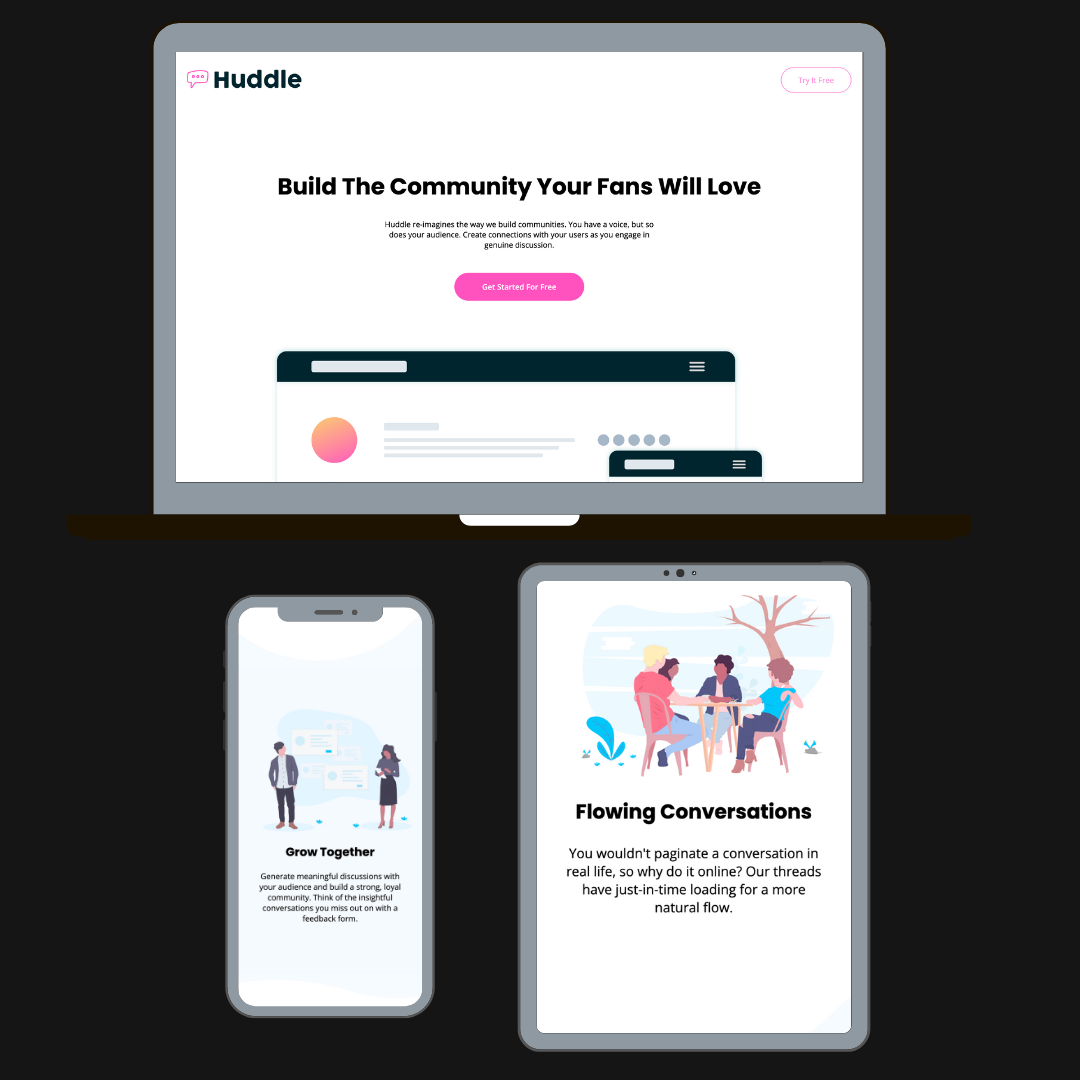 Huddle
Try It Free
Build The Community Your Fans Will Love
Huddle re-imagines the way we build communities. You have a voice, but so
does your audience. Create connections with your users as you engage in
genuine discussion.
Get Started For Free
Grow Together
Generate meaningful discussions with
your audience and build a strong, loyal
community. Think of the insightful
conversations you miss out on with a
feedback form.
Flowing Conversations
You wouldn't paginate a conversation in
real life, so why do it online? Our threads
have just-in-time loading for a more
natural flow.